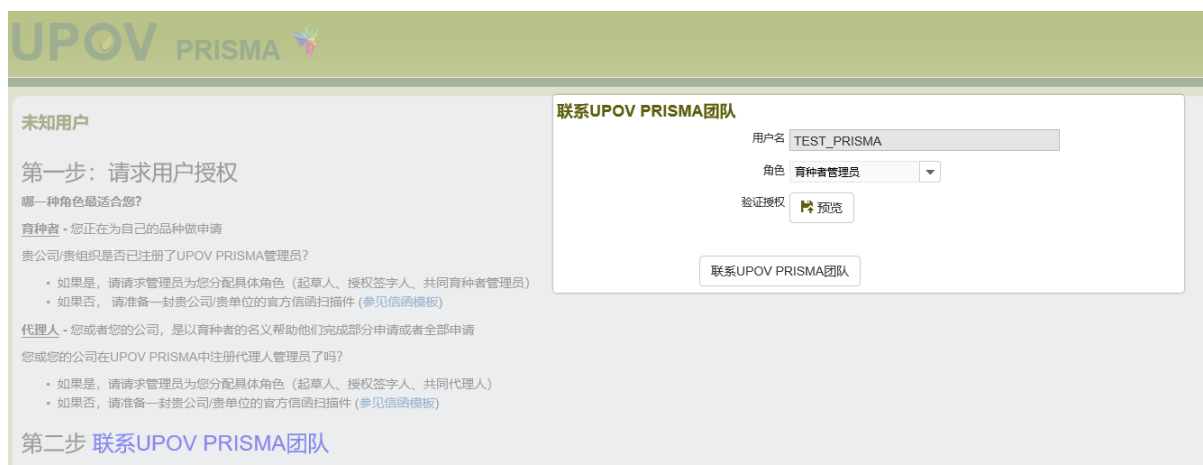 UPOV PRISMA
未知用户
第一步：请求用户授权
哪一种角色最适合您？
育种者 - 您正在为自己的品种做申请
贵公司/贵组织是否已注册了UPOV PRISMA管理员？
• 如果是，请请求管理员为您分配具体角色（起草人、授权签字人、共同育种者管理员）
• 如果否， 请准备一封贵公司/贵单位的官方信函扫描件 (参见信函模板)
代理人 - 您或者您的公司，是以育种者的名义帮助他们完成部分申请或者全部申请
您或您的公司在UPOV PRISMA中注册代理人管理员了吗？
• 如果是，请请求管理员为您分配具体角色（起草人、授权签字人、共同代理人）
• 如果否，请准备一封贵公司/贵单位的官方信函扫描件 (参见信函模板)
第二步 联系UPOV PRISMA团队
联系UPOV PRISMA团队
用户名 TEST_PRISMA
角色 育种者管理员
验证授权 预览
联系UPOV PRISMA团队